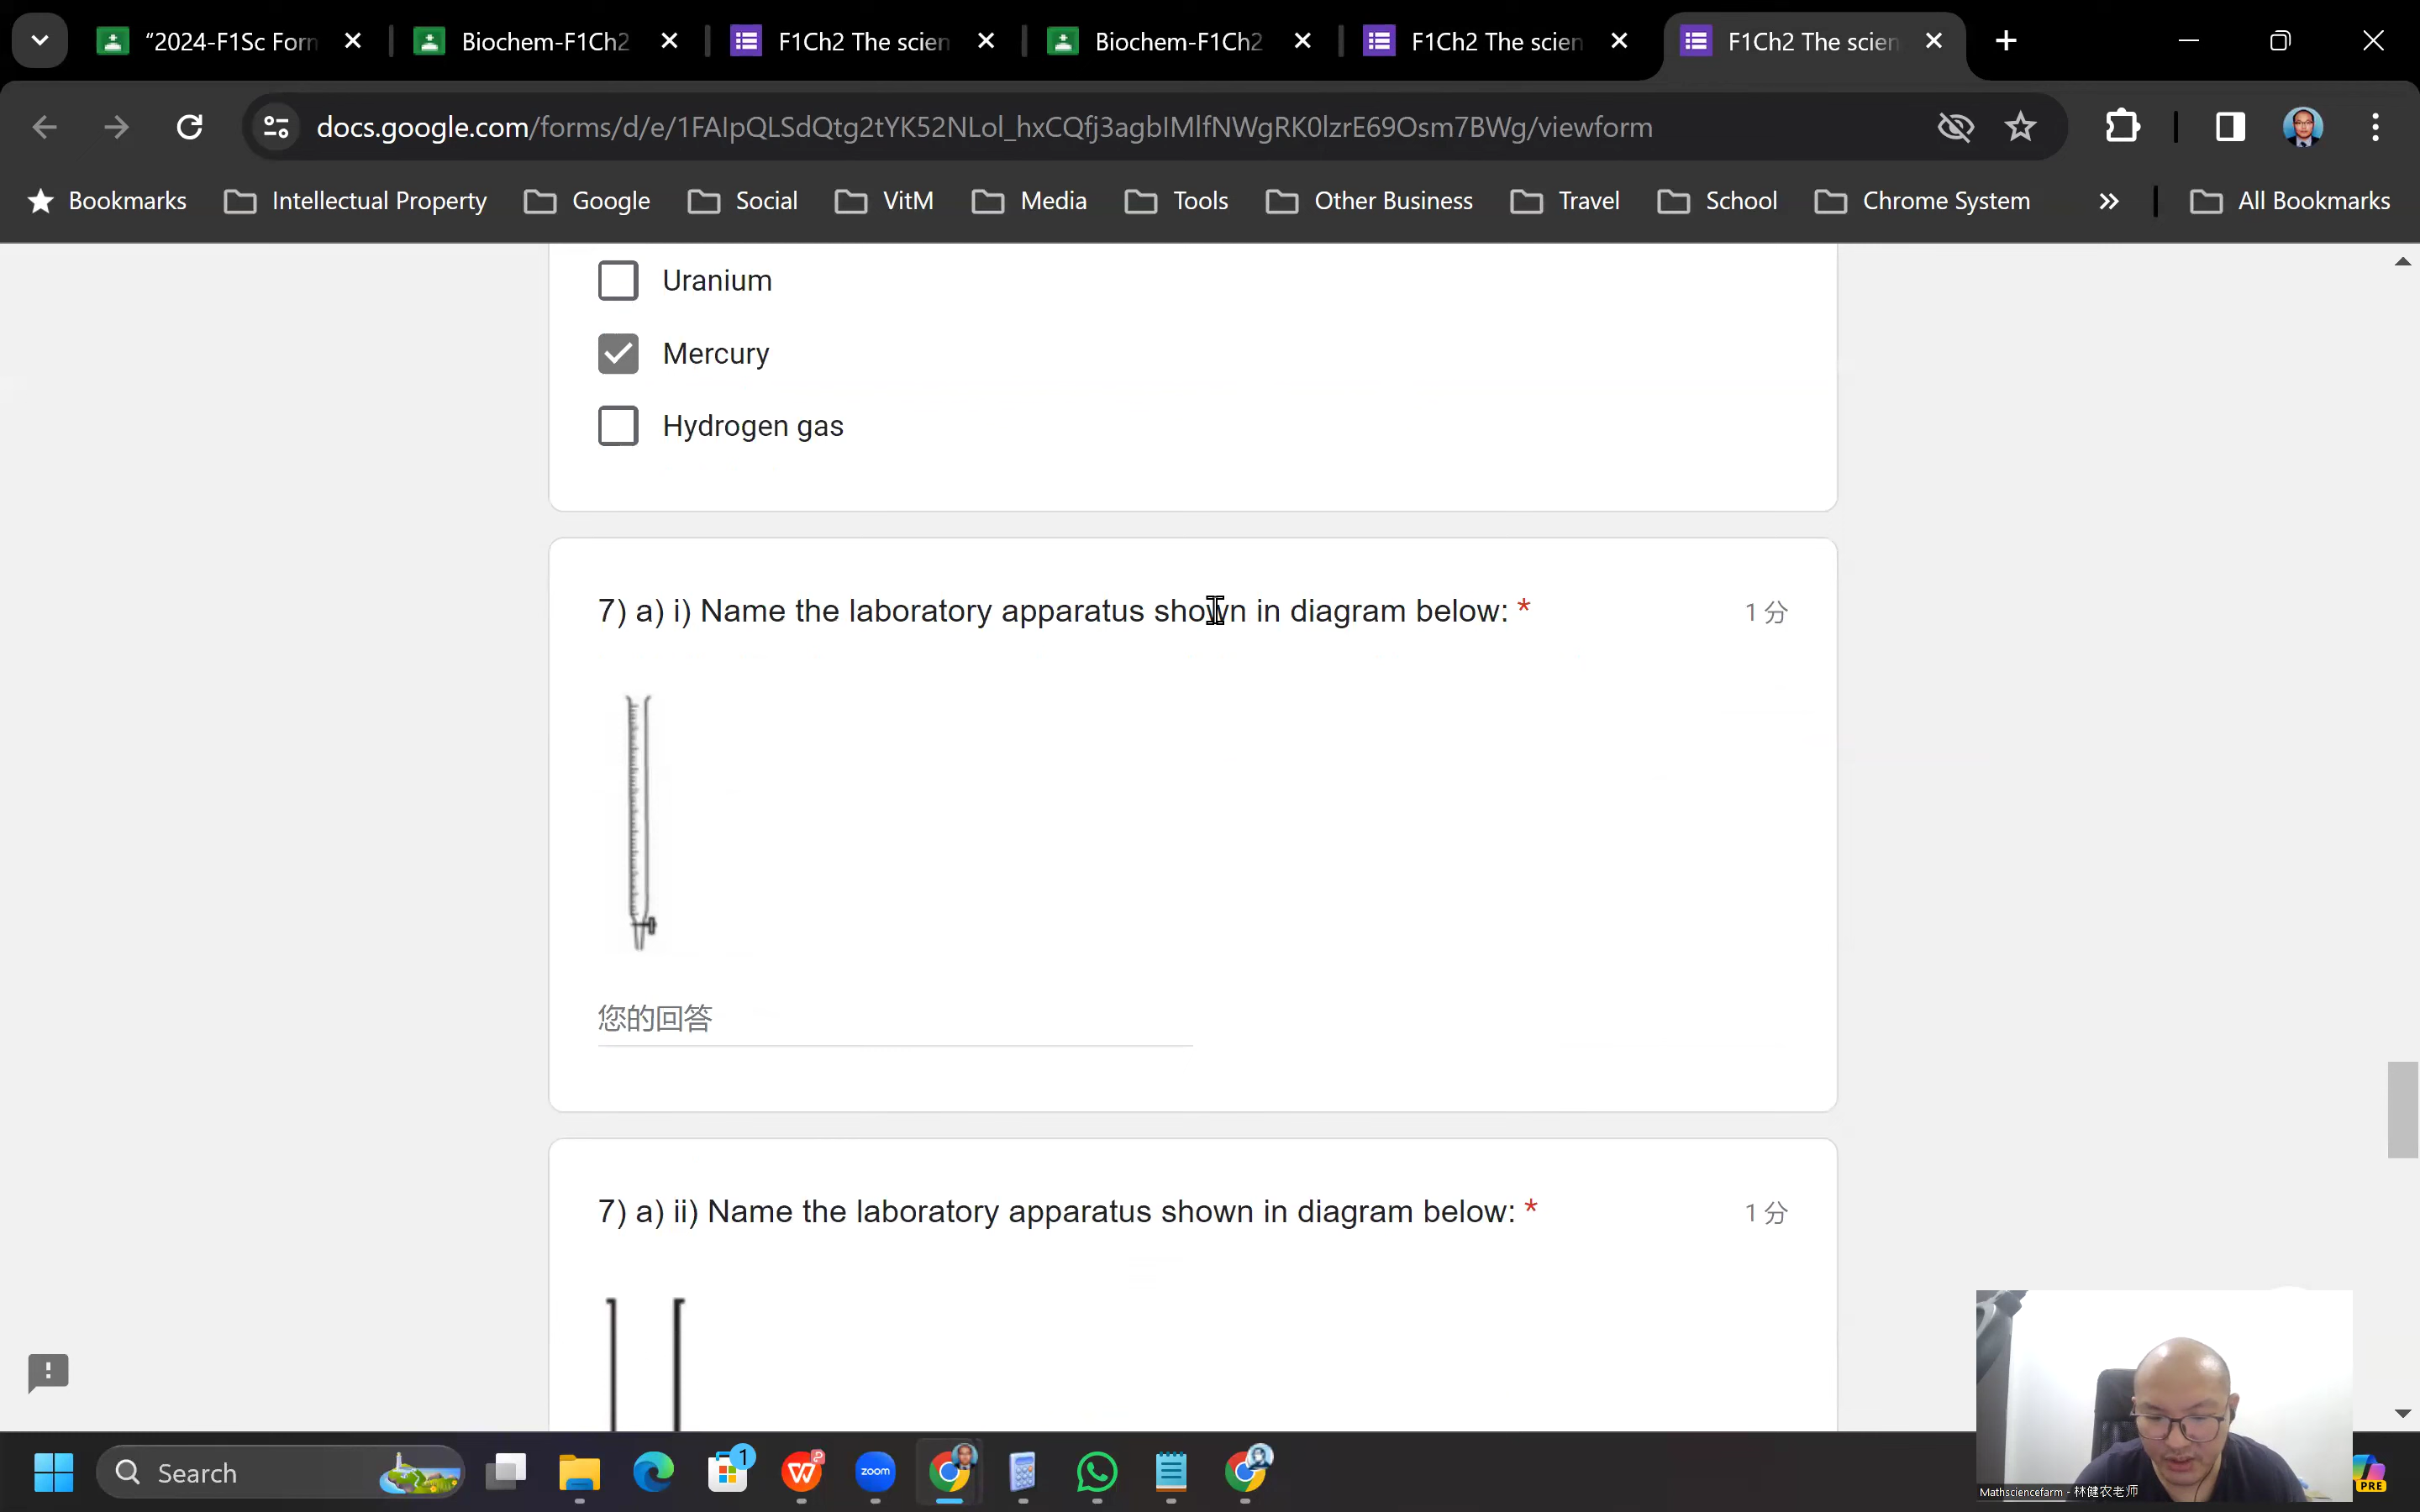 “2024-F1Sc Forn
Biochem-F1Ch2
F1Ch2 The scien
Biochem-F1Ch2
F1Ch2 The scien
F1Ch2 The scien
docs.google.com/forms/d/e/1FAIpQLSdQtg2tYK52NLol_hxCQfj3agbIMlfNWgRK0lzrE69Osm7BWg/viewform
Bookmarks
Intellectual Property
Google
Social
VitM
Media
Tools
Other Business
Travel
School
Chrome System
All Bookmarks
Uranium
Mercury
Hydrogen gas
7) a) i) Name the laboratory apparatus shown in diagram below: *
1 分
您的回答
7) a) ii) Name the laboratory apparatus shown in diagram below: *
1 分
Mathsciencefarm - 林健农老师
Search
1
zoom
PRE